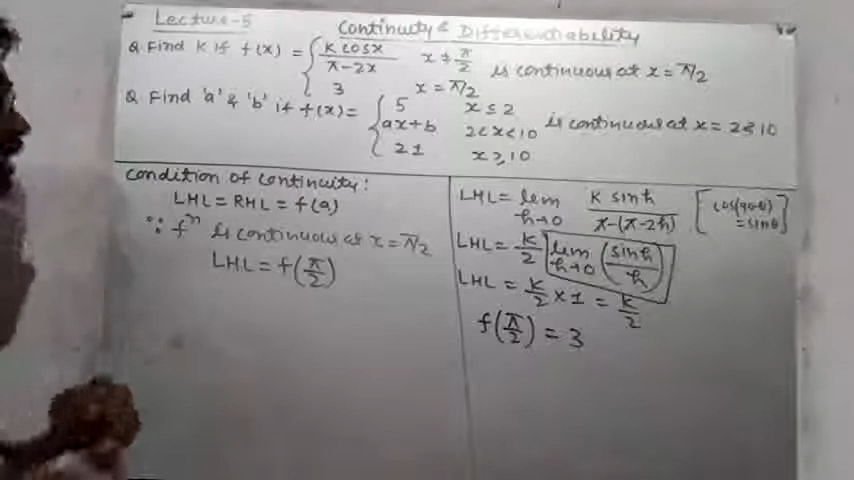 Lecture-5
Continuity & Differentiability
Q Find K if f(x) = { K cosx / π-2x   x ≠ π/2   is continuous at x = π/2
3   x = π/2
Q Find 'a' & 'b' if f(x) = { 5   x ≤ 2
ax+b   2<x<10   is continuous at x = 2 & 10
21   x ≥ 10
Condition of Continuity:
LHL = RHL = f(a)
∵ fⁿ is continuous at x = π/2
LHL = f(π/2)
LHL = lem h→0 K sinh / π-(π-2h) [cos(90-θ) = sinθ]
LHL = K/2 lem h→0 (sinh / h)
LHL = K/2 × 1 = K/2
f(π/2) = 3